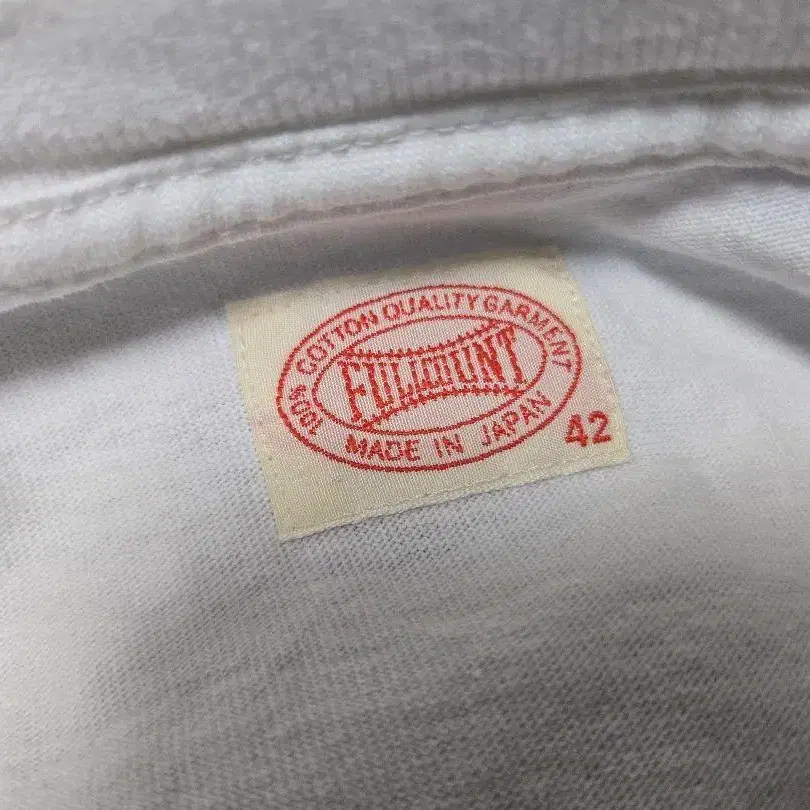 100% COTTON QUALITY GARMENT
FULLCOUNT
MADE IN JAPAN
42